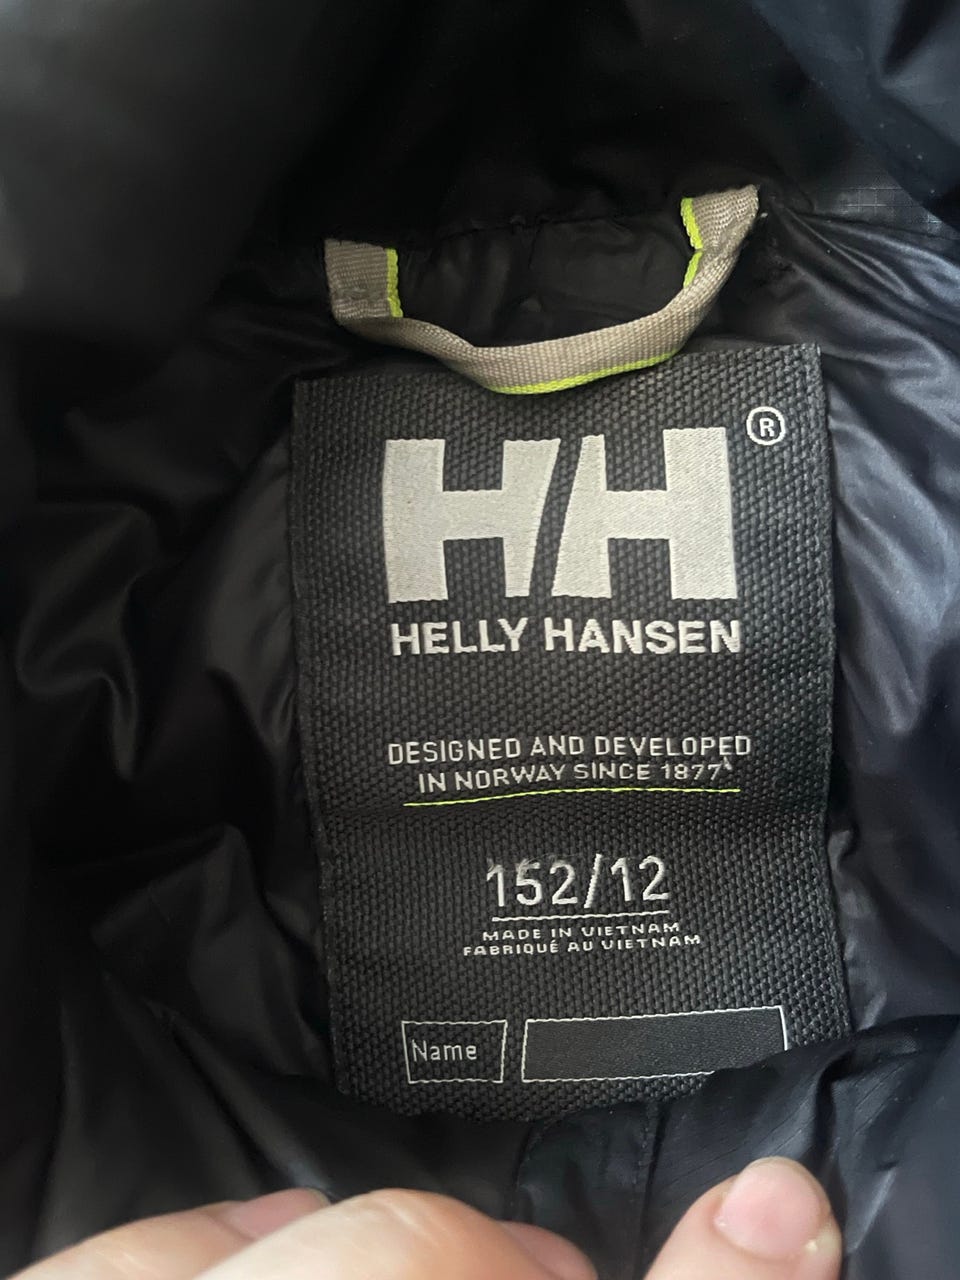 HH®
HELLY HANSEN
DESIGNED AND DEVELOPED
IN NORWAY SINCE 1877
152/12
MADE IN VIETNAM
FABRIQUÉ AU VIETNAM
Name